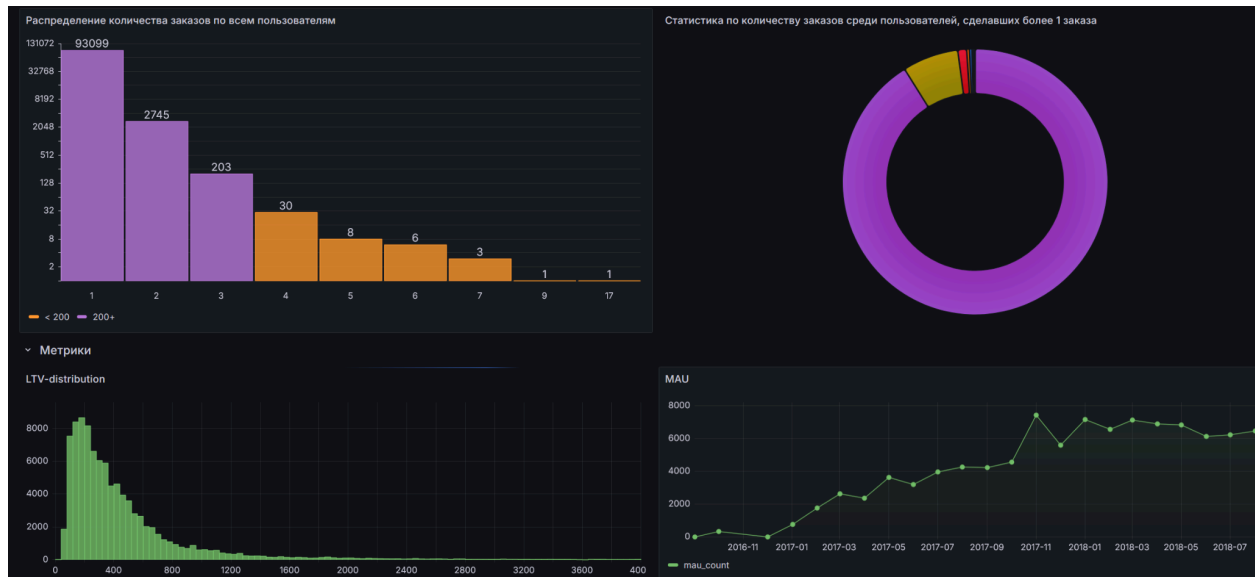 Распределение количества заказов по всем пользователям
131072
32768
8192
2048
512
128
32
8
2
93099
2745
203
30
8
6
3
1
1
1 2 3 4 5 6 7 9 17
< 200 200+
Статистика по количеству заказов среди пользователей, сделавших более 1 заказа
Метрики
LTV-distribution
8000
6000
4000
2000
0
0 400 800 1200 1600 2000 2400 2800 3200 3600 400
MAU
8000
6000
4000
2000
0
2016-11 2017-01 2017-03 2017-05 2017-07 2017-09 2017-11 2018-01 2018-03 2018-05 2018-07
mau_count